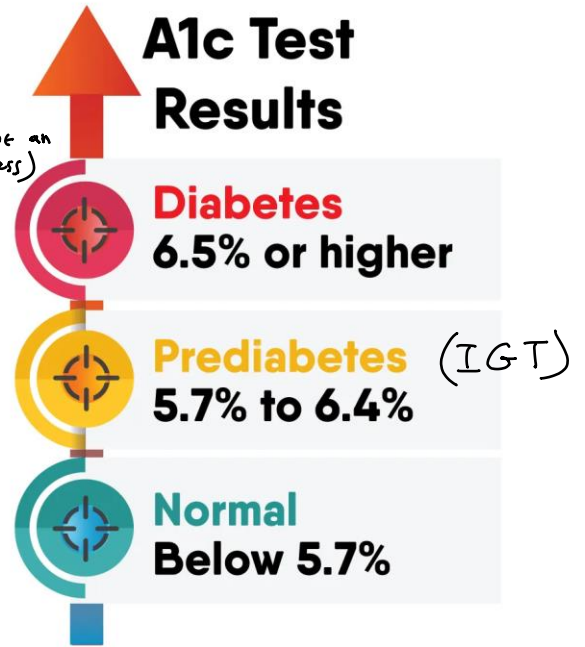 A1c Test
Results
an
Diabetes
6.5% or higher
Prediabetes (IGT)
5.7% to 6.4%
Normal
Below 5.7%